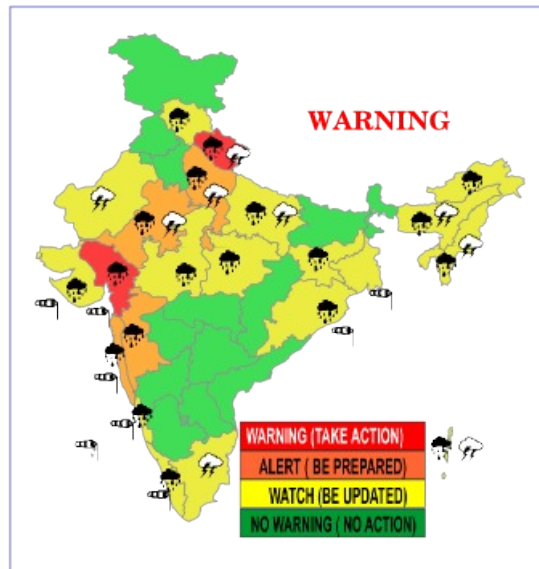 WARNING
WARNING (TAKE ACTION)
ALERT ( BE PREPARED)
WATCH (BE UPDATED)
NO WARNING ( NO ACTION)